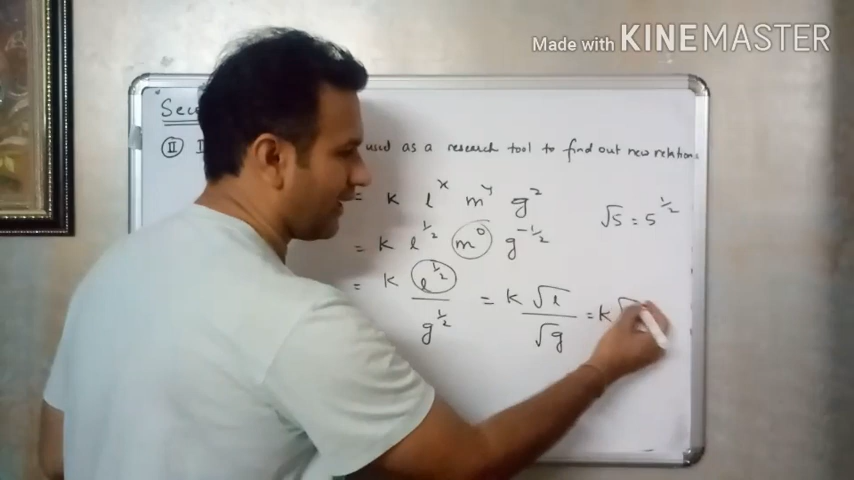 Made with KINEMASTER
Sec
II I used as a research tool to find out new relations
= k l^x m^y g^z
√5 = 5^1/2
= k l^1/2 m^0 g^-1/2
= k l^1/2 / g^1/2 = k √l / √g = k √